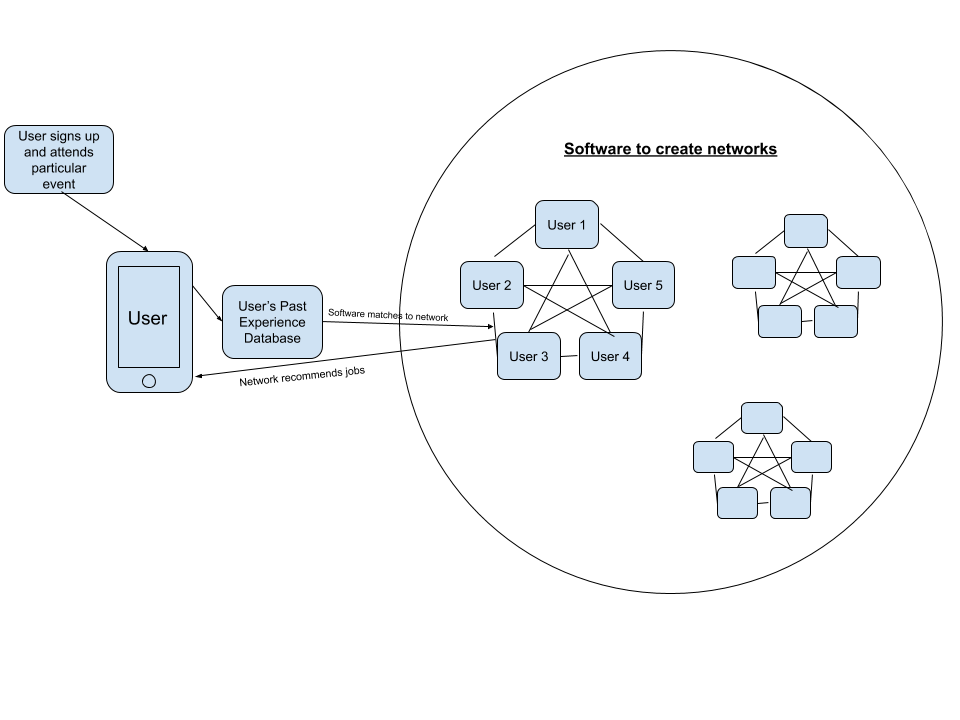 User signs up
and attends
particular
event
Software to create networks
User 1
User 2
User 5
User
User's Past
Experience
Database
Software matches to network
User 3
User 4
Network recommends jobs